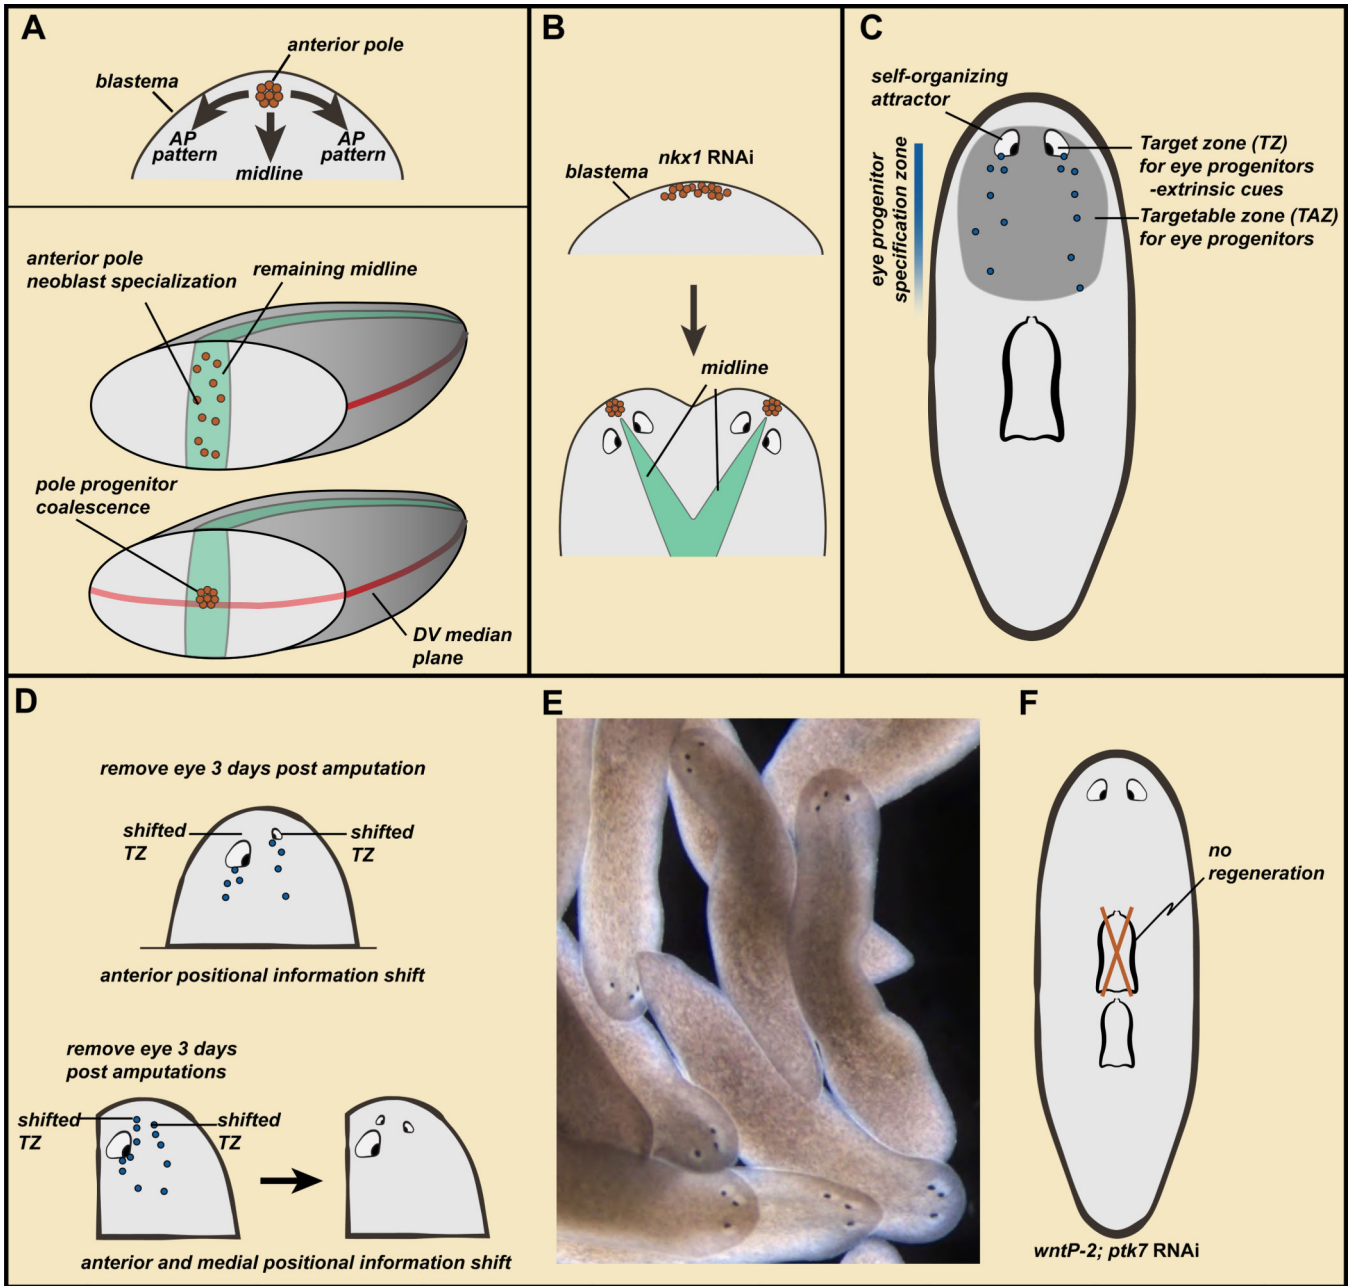 A
anterior pole
blastema
AP
pattern
AP
pattern
midline
anterior pole
neoblast specialization
remaining midline
pole progenitor
coalescence
DV median
plane
B
nkx1 RNAi
blastema
midline
C
self-organizing
attractor
eye progenitor
specification zone
Target zone (TZ)
for eye progenitors
-extrinsic cues
Targetable zone (TAZ)
for eye progenitors
D
remove eye 3 days post amputation
shifted
TZ
shifted
TZ
anterior positional information shift
remove eye 3 days
post amputations
shifted
TZ
shifted
TZ
anterior and medial positional information shift
E
F
no
regeneration
wntP-2; ptk7 RNAi